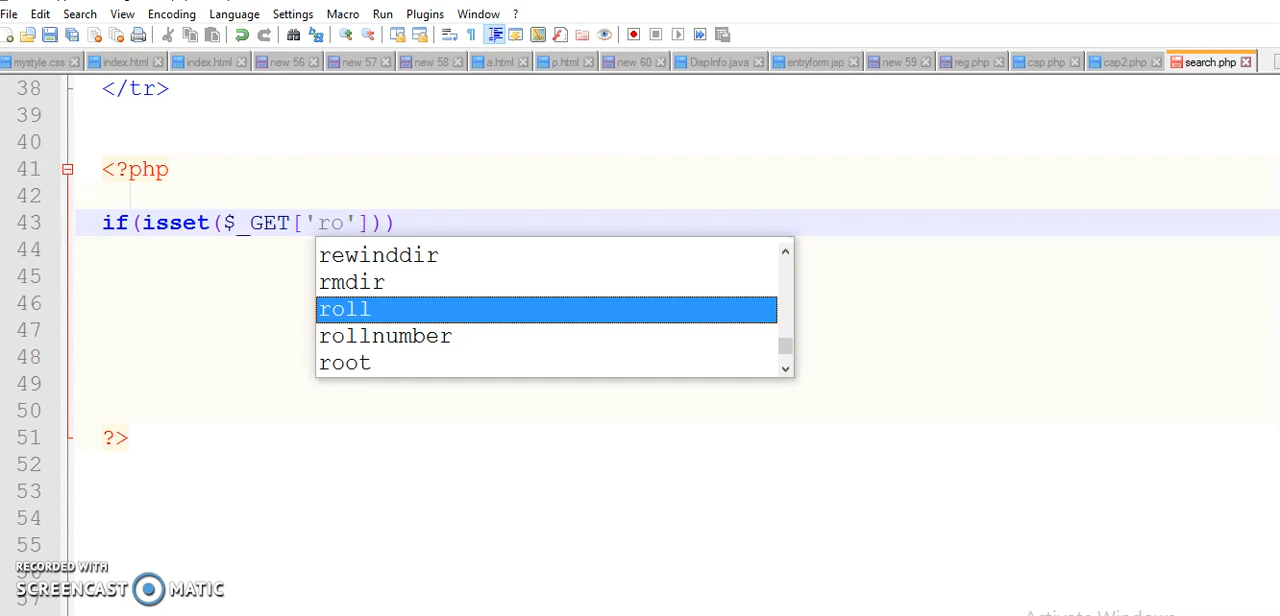 File Edit Search View Encoding Language Settings Macro Run Plugins Window ?
mystyle.css index.html index.html new 56 new 57 new 58 a.html p.html new 60 DispInfo.java entryform.jsp new 59 reg.php cap.php cap2.php search.php
38 </tr>
39
40
41 <?php
42
43 if(isset($_GET['ro']))
44 rewinddir
45 rmdir
46 roll
47 rollnumber
48 root
49
50
51 ?>
52
53
54
55
RECORDED WITH
SCREENCAST MATIC